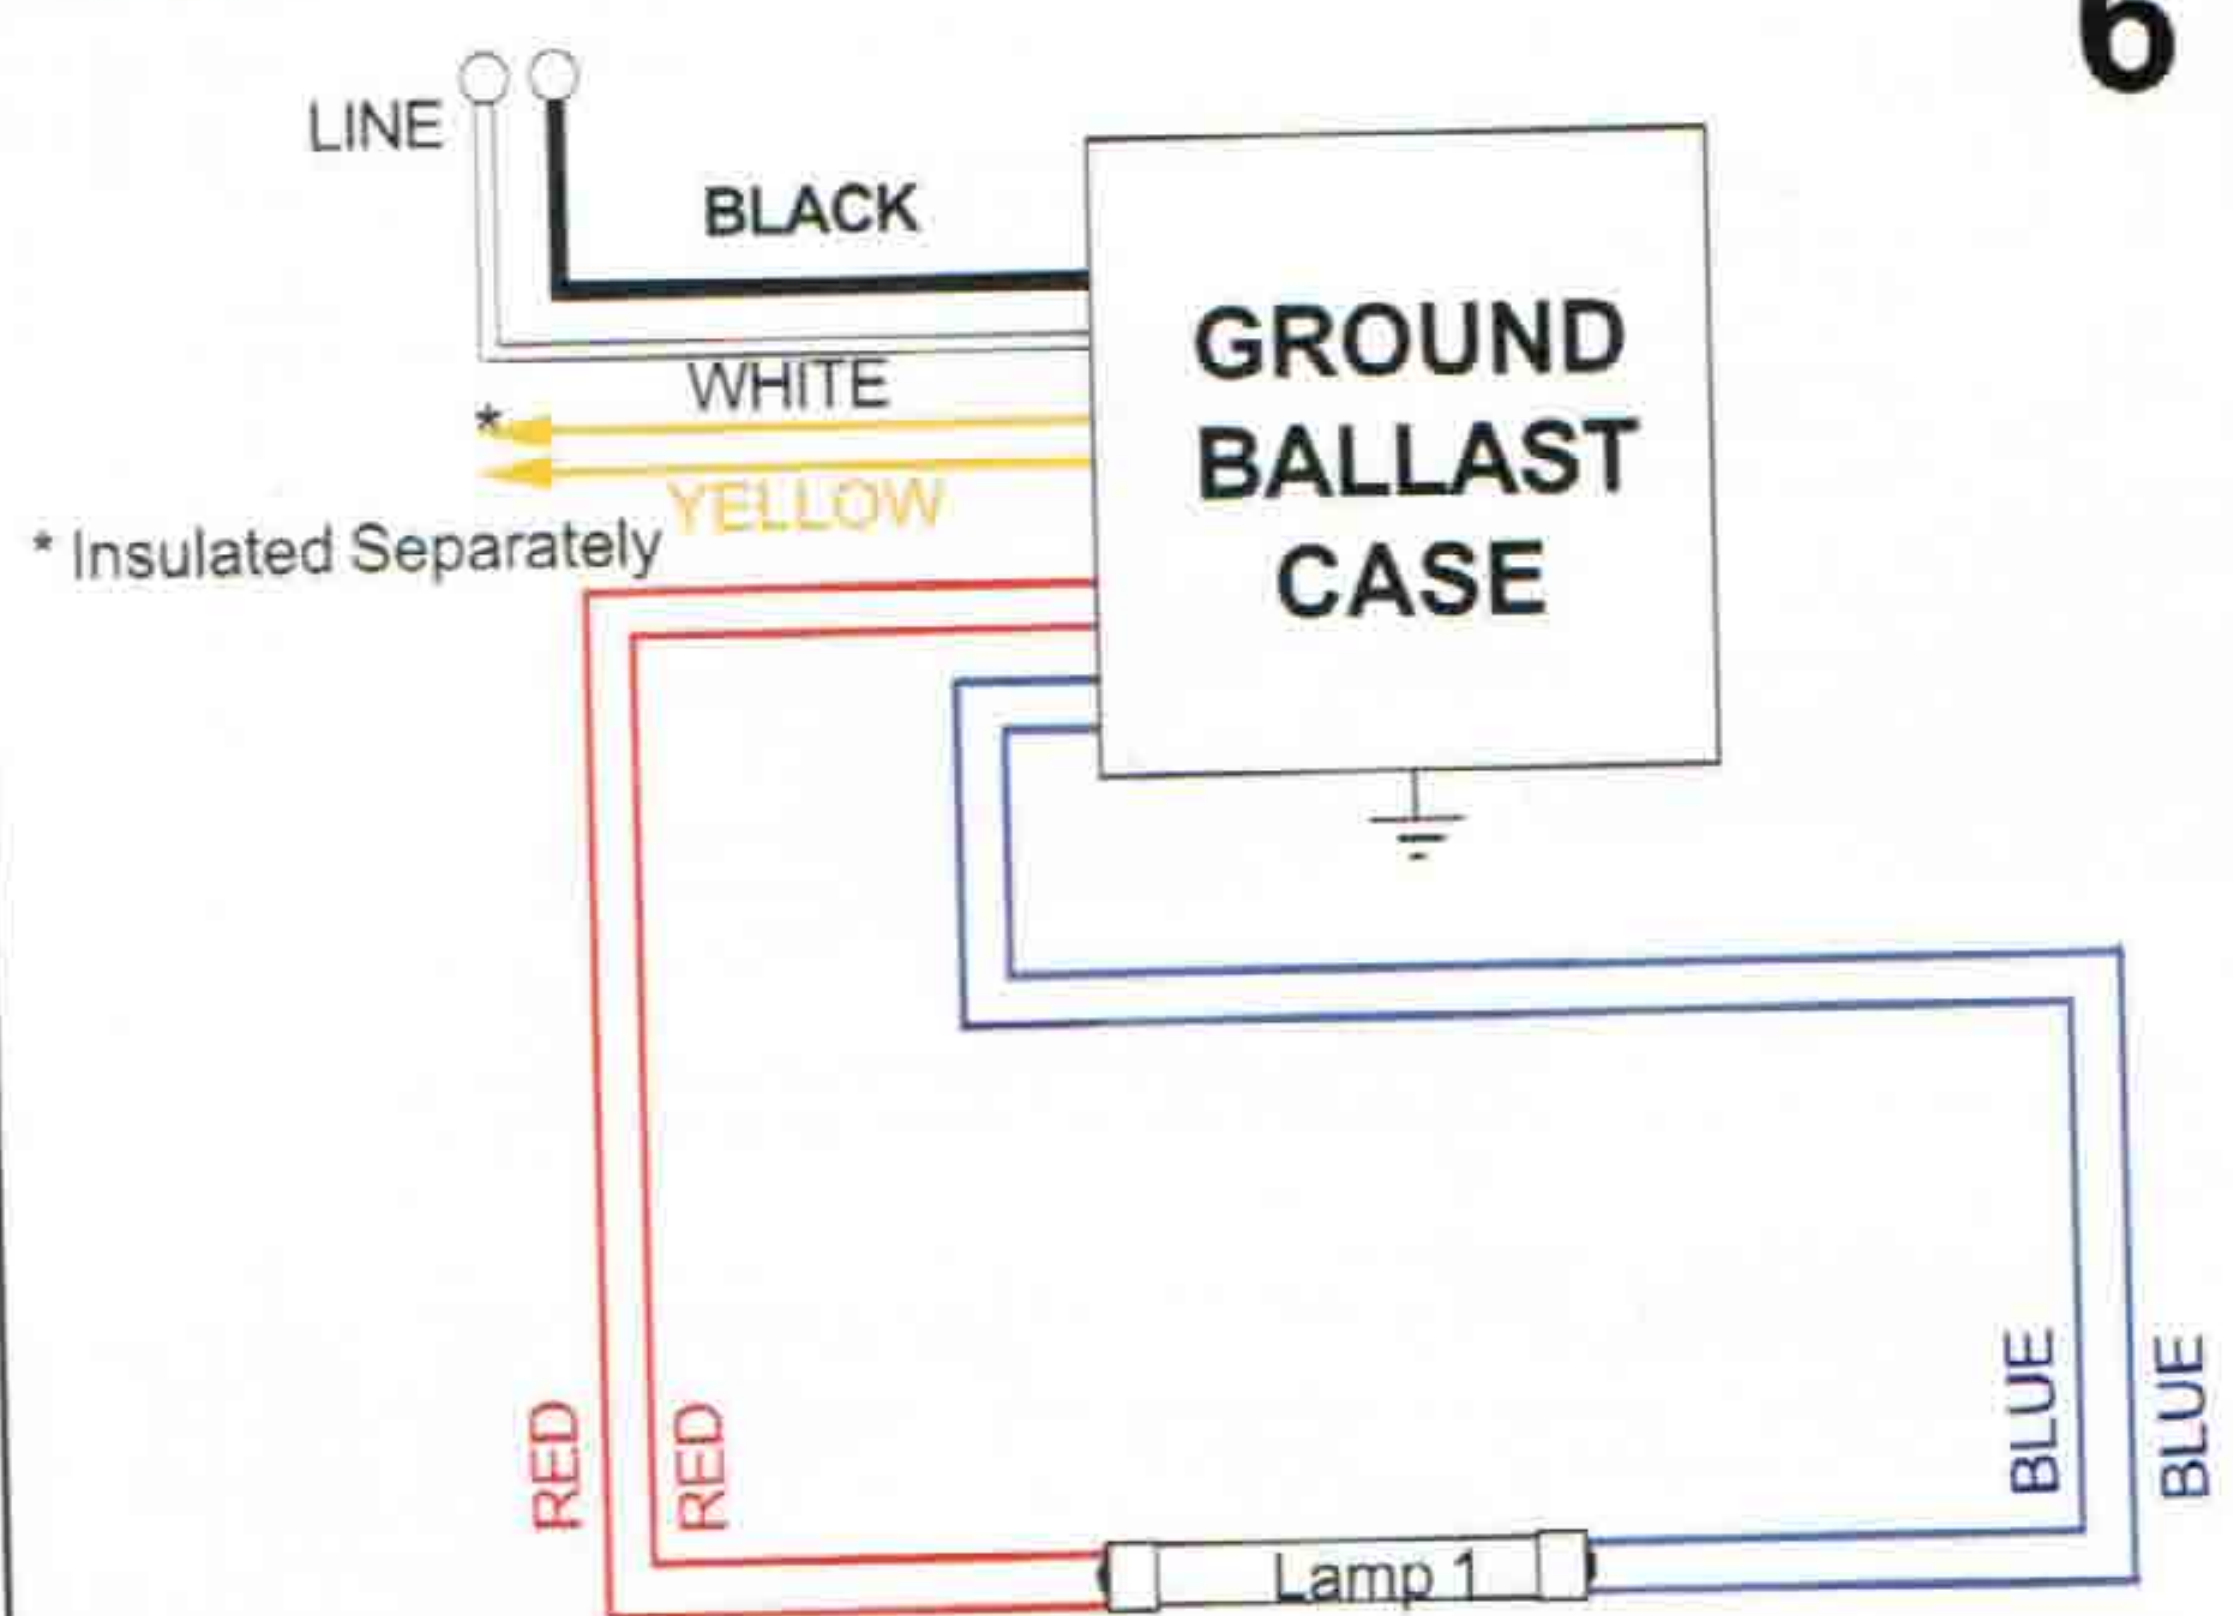 6
LINE
BLACK
WHITE
YELLOW
* Insulated Separately
*
GROUND
BALLAST
CASE
RED
RED
BLUE
BLUE
Lamp 1